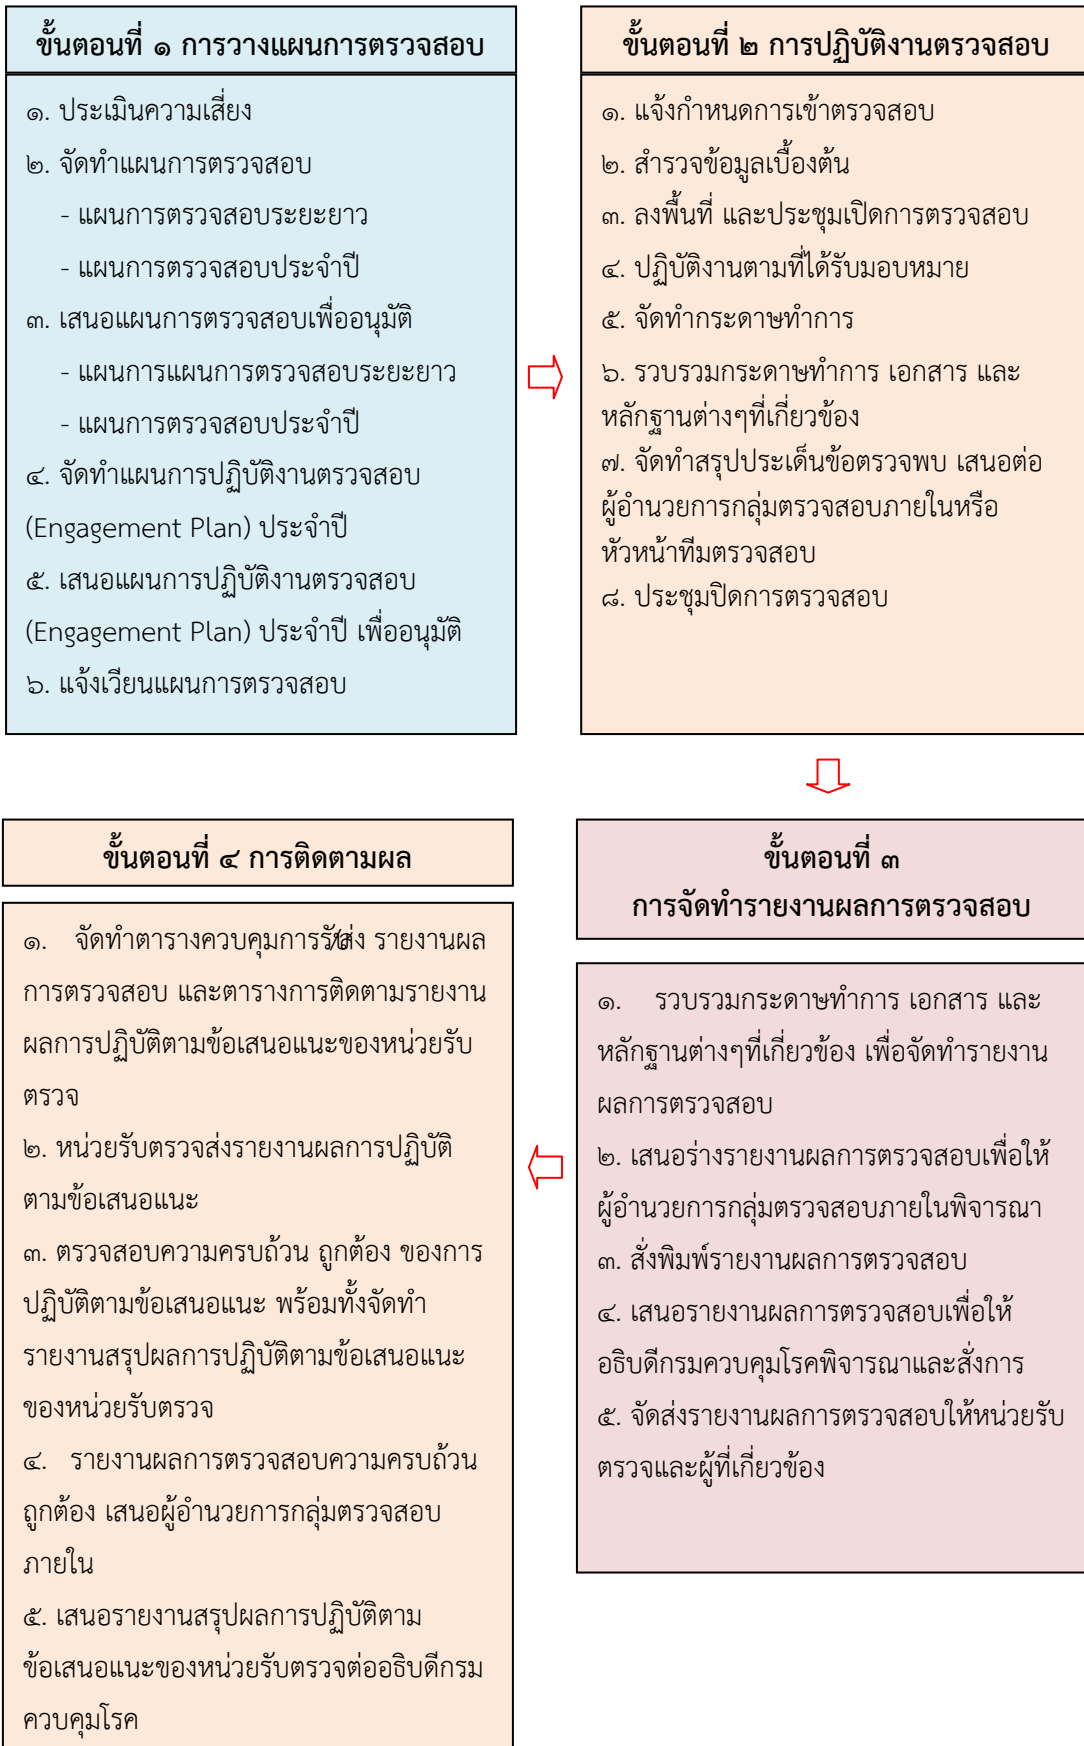 ขั้นตอนที่ ๑ การวางแผนการตรวจสอบ
๑. ประเมินความเสี่ยง
๒. จัดทำแผนการตรวจสอบ
- แผนการตรวจสอบระยะยาว
- แผนการตรวจสอบประจำปี
๓. เสนอแผนการตรวจสอบเพื่ออนุมัติ
- แผนการแผนการตรวจสอบระยะยาว
- แผนการตรวจสอบประจำปี
๔. จัดทำแผนการปฏิบัติงานตรวจสอบ
(Engagement Plan) ประจำปี
๕. เสนอแผนการปฏิบัติงานตรวจสอบ
(Engagement Plan) ประจำปี เพื่ออนุมัติ
๖. แจ้งเวียนแผนการตรวจสอบ
ขั้นตอนที่ ๒ การปฏิบัติงานตรวจสอบ
๑. แจ้งกำหนดการเข้าตรวจสอบ
๒. สำรวจข้อมูลเบื้องต้น
๓. ลงพื้นที่ และประชุมเปิดการตรวจสอบ
๔. ปฏิบัติงานตามที่ได้รับมอบหมาย
๕. จัดทำกระดาษทำการ
๖. รวบรวมกระดาษทำการ เอกสาร และ
หลักฐานต่างๆที่เกี่ยวข้อง
๗. จัดทำสรุปประเด็นข้อตรวจพบ เสนอต่อ
ผู้อำนวยการกลุ่มตรวจสอบภายในหรือ
หัวหน้าทีมตรวจสอบ
๘. ประชุมปิดการตรวจสอบ
ขั้นตอนที่ ๓
การจัดทำรายงานผลการตรวจสอบ
๑. รวบรวมกระดาษทำการ เอกสาร และ
หลักฐานต่างๆที่เกี่ยวข้อง เพื่อจัดทำรายงาน
ผลการตรวจสอบ
๒. เสนอร่างรายงานผลการตรวจสอบเพื่อให้
ผู้อำนวยการกลุ่มตรวจสอบภายในพิจารณา
๓. สั่งพิมพ์รายงานผลการตรวจสอบ
๔. เสนอรายงานผลการตรวจสอบเพื่อให้
อธิบดีกรมควบคุมโรคพิจารณาและสั่งการ
๕. จัดส่งรายงานผลการตรวจสอบให้หน่วยรับ
ตรวจและผู้ที่เกี่ยวข้อง
ขั้นตอนที่ ๔ การติดตามผล
๑. จัดทำตารางควบคุมการรับ/ส่ง รายงานผล
การตรวจสอบ และตารางการติดตามรายงาน
ผลการปฏิบัติตามข้อเสนอแนะของหน่วยรับ
ตรวจ
๒. หน่วยรับตรวจส่งรายงานผลการปฏิบัติ
ตามข้อเสนอแนะ
๓. ตรวจสอบความครบถ้วน ถูกต้อง ของการ
ปฏิบัติตามข้อเสนอแนะ พร้อมทั้งจัดทำ
รายงานสรุปผลการปฏิบัติตามข้อเสนอแนะ
ของหน่วยรับตรวจ
๔. รายงานผลการตรวจสอบความครบถ้วน
ถูกต้อง เสนอผู้อำนวยการกลุ่มตรวจสอบ
ภายใน
๕. เสนอรายงานสรุปผลการปฏิบัติตาม
ข้อเสนอแนะของหน่วยรับตรวจต่ออธิบดีกรม
ควบคุมโรค